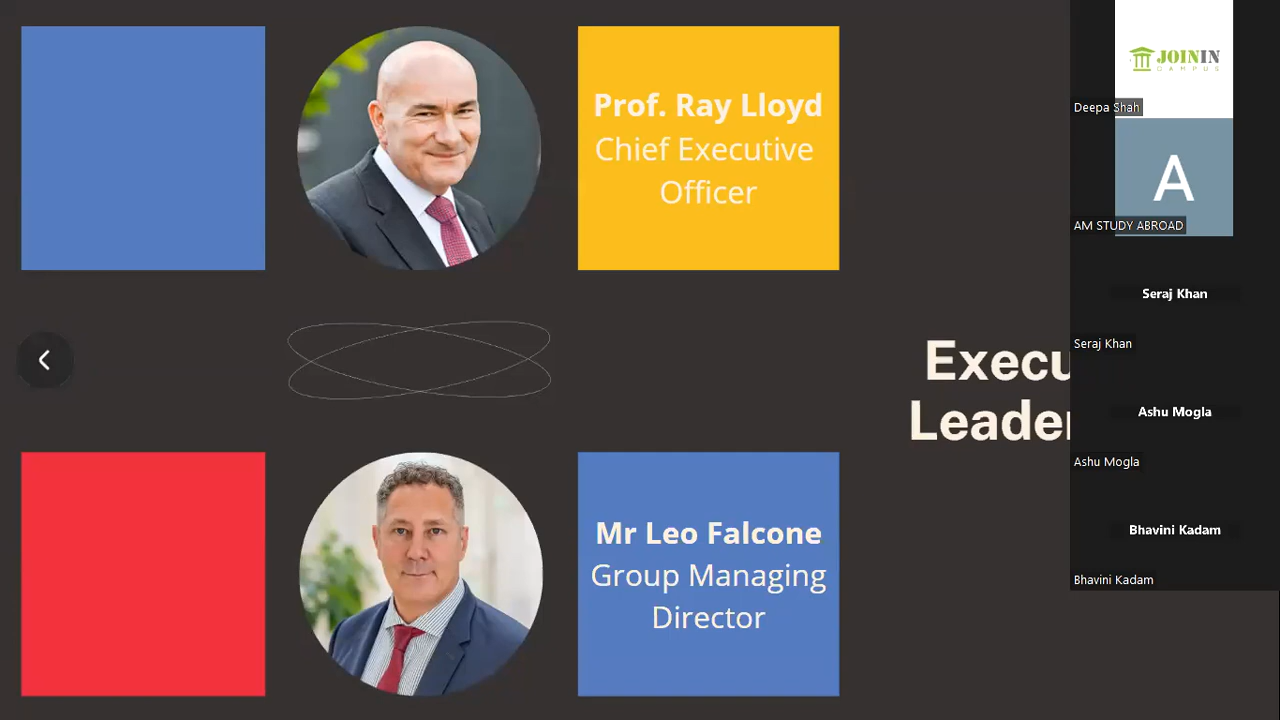 Prof. Ray Lloyd
Chief Executive
Officer
Execu
Leader
Mr Leo Falcone
Group Managing
Director
JOININ
CAMPUS
Deepa Shah
A
AM STUDY ABROAD
Seraj Khan
Seraj Khan
Ashu Mogla
Ashu Mogla
Bhavini Kadam
Bhavini Kadam